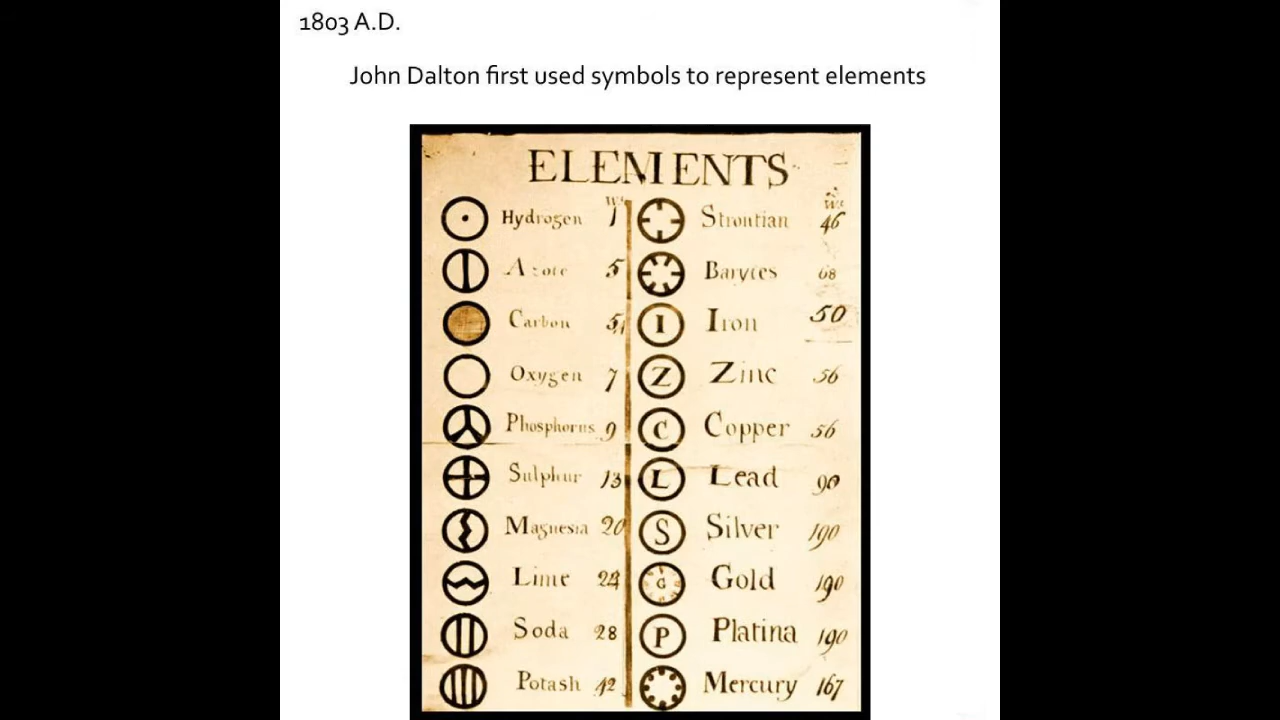 1803 A.D.
John Dalton first used symbols to represent elements
ELEMENTS
Wt
Hydrogen 1
Azote 5
Carbon 5
Oxygen 7
Phosphorus 9
Sulphur 13
Magnesia 20
Lime 24
Soda 28
Potash 42
Strontian 46
Barytes 68
I Iron 50
Z Zinc 56
C Copper 56
L Lead 90
S Silver 190
G Gold 190
P Platina 190
Mercury 167